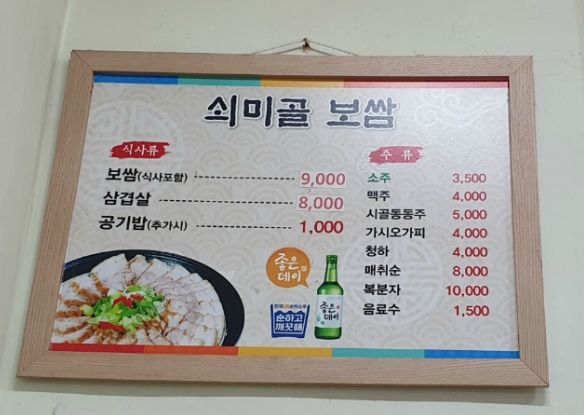 쇠미골 보쌈
식사류
보쌈(식사포함) 9,000
삼겹살 8,000
공기밥(추가시) 1,000
주 류
소주 3,500
맥주 4,000
시골동동주 5,000
가시오가피 4,000
청하 4,000
매취순 8,000
복분자 10,000
음료수 1,500
좋은
데이
순하고
깨끗해
좋은
데이